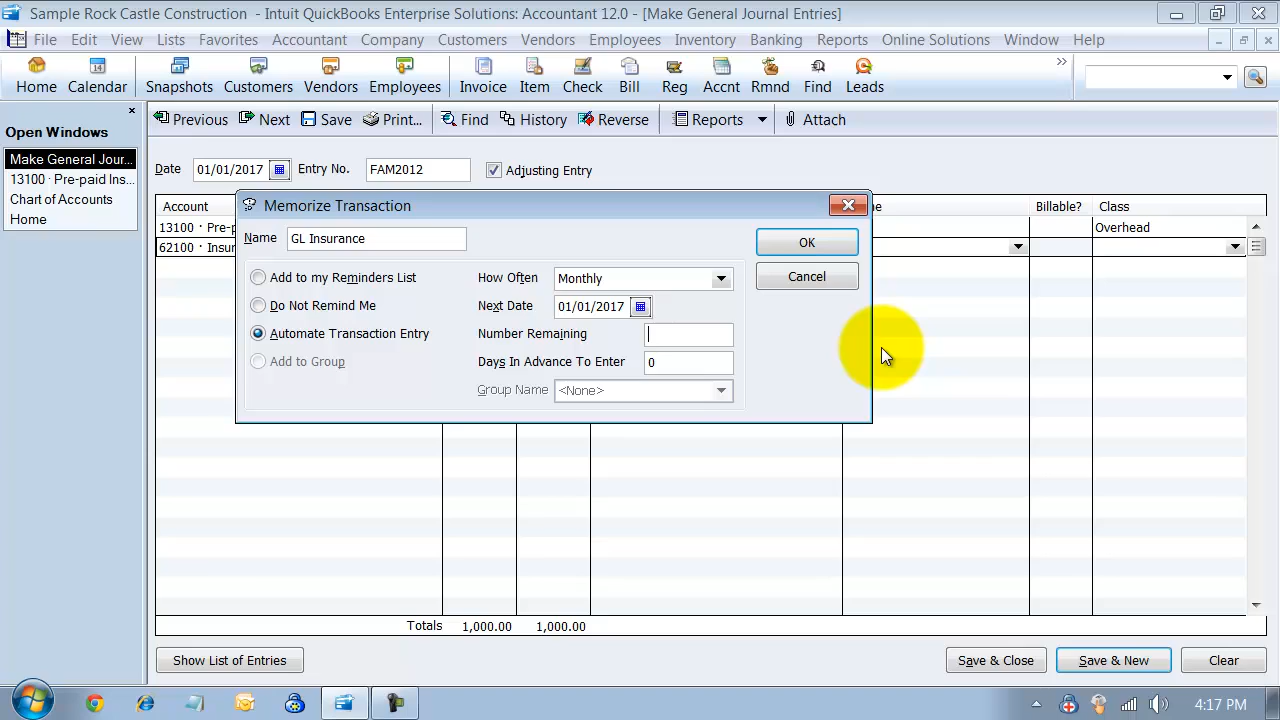 Sample Rock Castle Construction - Intuit QuickBooks Enterprise Solutions: Accountant 12.0 - [Make General Journal Entries]
File Edit View Lists Favorites Accountant Company Customers Vendors Employees Inventory Banking Reports Online Solutions Window Help
Home Calendar Snapshots Customers Vendors Employees Invoice Item Check Bill Reg Accnt Rmnd Find Leads
Open Windows
Make General Jour...
13100 · Pre-paid Ins...
Chart of Accounts
Home
Previous Next Save Print... Find History Reverse Reports Attach
Date 01/01/2017 Entry No. FAM2012 Adjusting Entry
Account Billable? Class
13100 · Pre-p Overhead
62100 · Insur
Memorize Transaction
Name GL Insurance OK
Add to my Reminders List How Often Monthly Cancel
Do Not Remind Me Next Date 01/01/2017
Automate Transaction Entry Number Remaining
Add to Group Days In Advance To Enter 0
Group Name <None>
Totals 1,000.00 1,000.00
Show List of Entries Save & Close Save & New Clear
4:17 PM